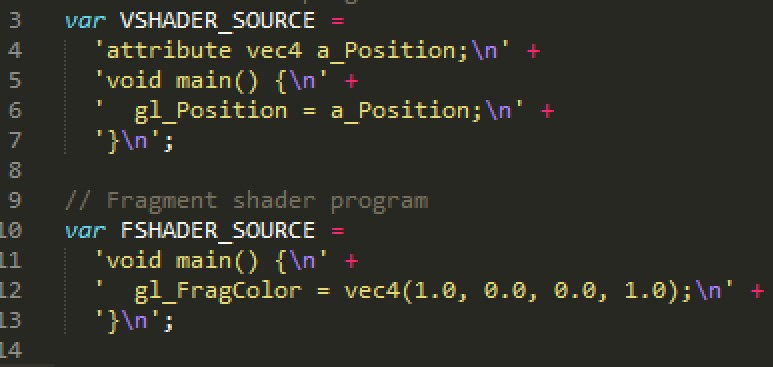 3 var VSHADER_SOURCE =
4 'attribute vec4 a_Position;\n' +
5 'void main() {\n' +
6 '  gl_Position = a_Position;\n' +
7 '}\n';
8
9 // Fragment shader program
10 var FSHADER_SOURCE =
11 'void main() {\n' +
12 '  gl_FragColor = vec4(1.0, 0.0, 0.0, 1.0);\n' +
13 '}\n';
14